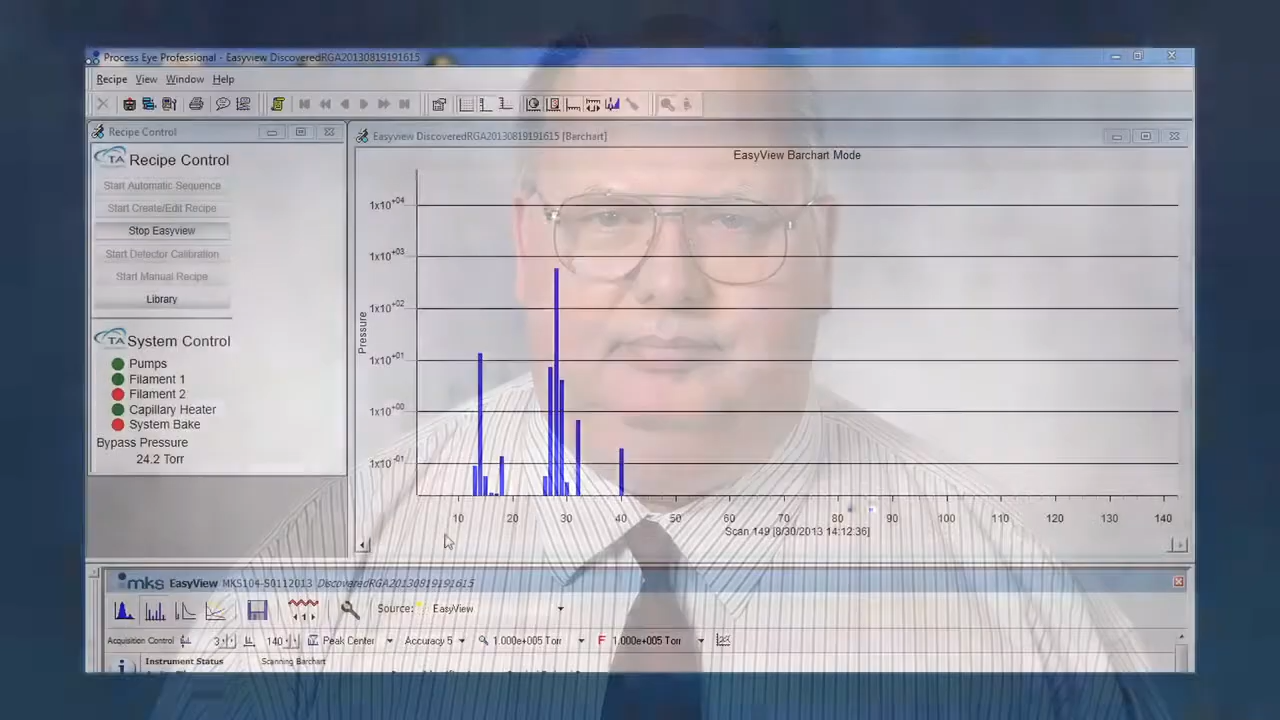 Process Eye Professional - Easyview DiscoveredRGA20130819191615
Recipe View Window Help
Recipe Control
TA Recipe Control
Start Automatic Sequence
Start Create/Edit Recipe
Stop Easyview
Start Detector Calibration
Start Manual Recipe
Library
TA System Control
Pumps
Filament 1
Filament 2
Capillary Heater
System Bake
Bypass Pressure
24.2 Torr
Easyview DiscoveredRGA20130819191615 [Barchart]
EasyView Barchart Mode
Pressure
1x10+04
1x10+03
1x10+02
1x10+01
1x10+00
1x10-01
10 20 30 40 50 60 70 80 90 100 110 120 130 140
Scan 149 [8/30/2013 14:12:36]
mks EasyView MKS104-50112013 DiscoveredRGA20130819191615
Source: EasyView
Acquisition Control 3 140 Peak Center Accuracy 5 1.000e+005 Torr F 1.000e+005 Torr
Instrument Status Scanning Barchart